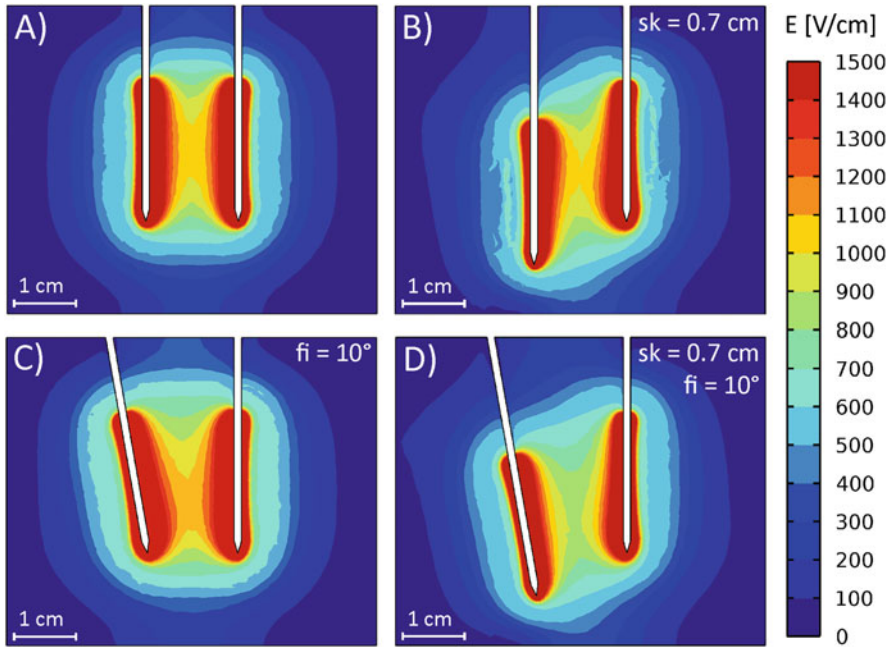 A)
1 cm
B)
sk = 0.7 cm
1 cm
C)
fi = 10°
1 cm
D)
sk = 0.7 cm
fi = 10°
1 cm
E [V/cm]
1500
1400
1300
1200
1100
1000
900
800
700
600
500
400
300
200
100
0